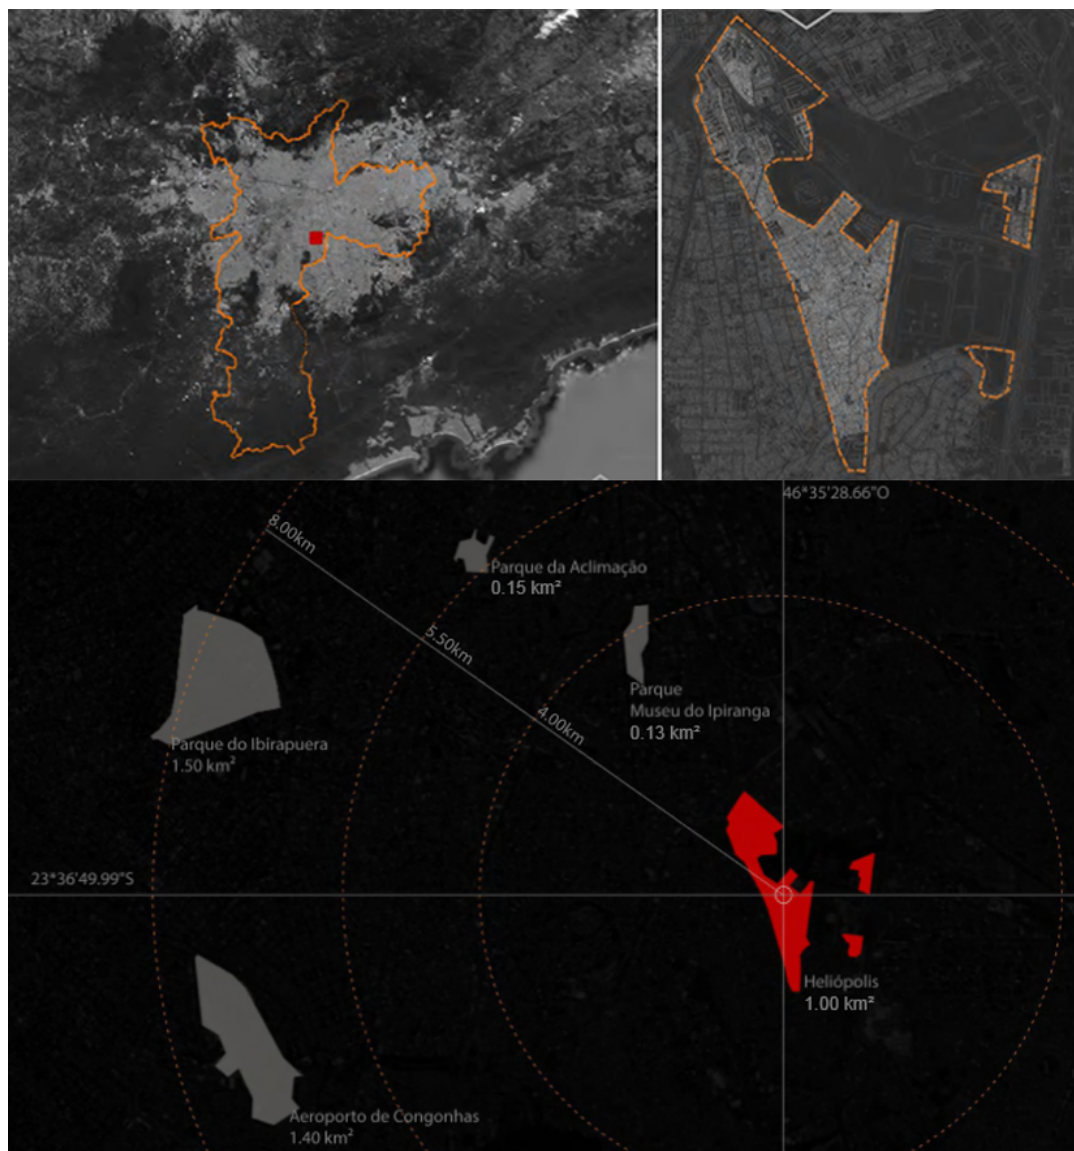 46*35'28.66"O
8.00km
Parque da Aclimação
0.15 km²
5.50km
Parque
Museu do Ipiranga
0.13 km²
4.00km
Parque do Ibirapuera
1.50 km²
23*36'49.99"S
Heliópolis
1.00 km²
Aeroporto de Congonhas
1.40 km²